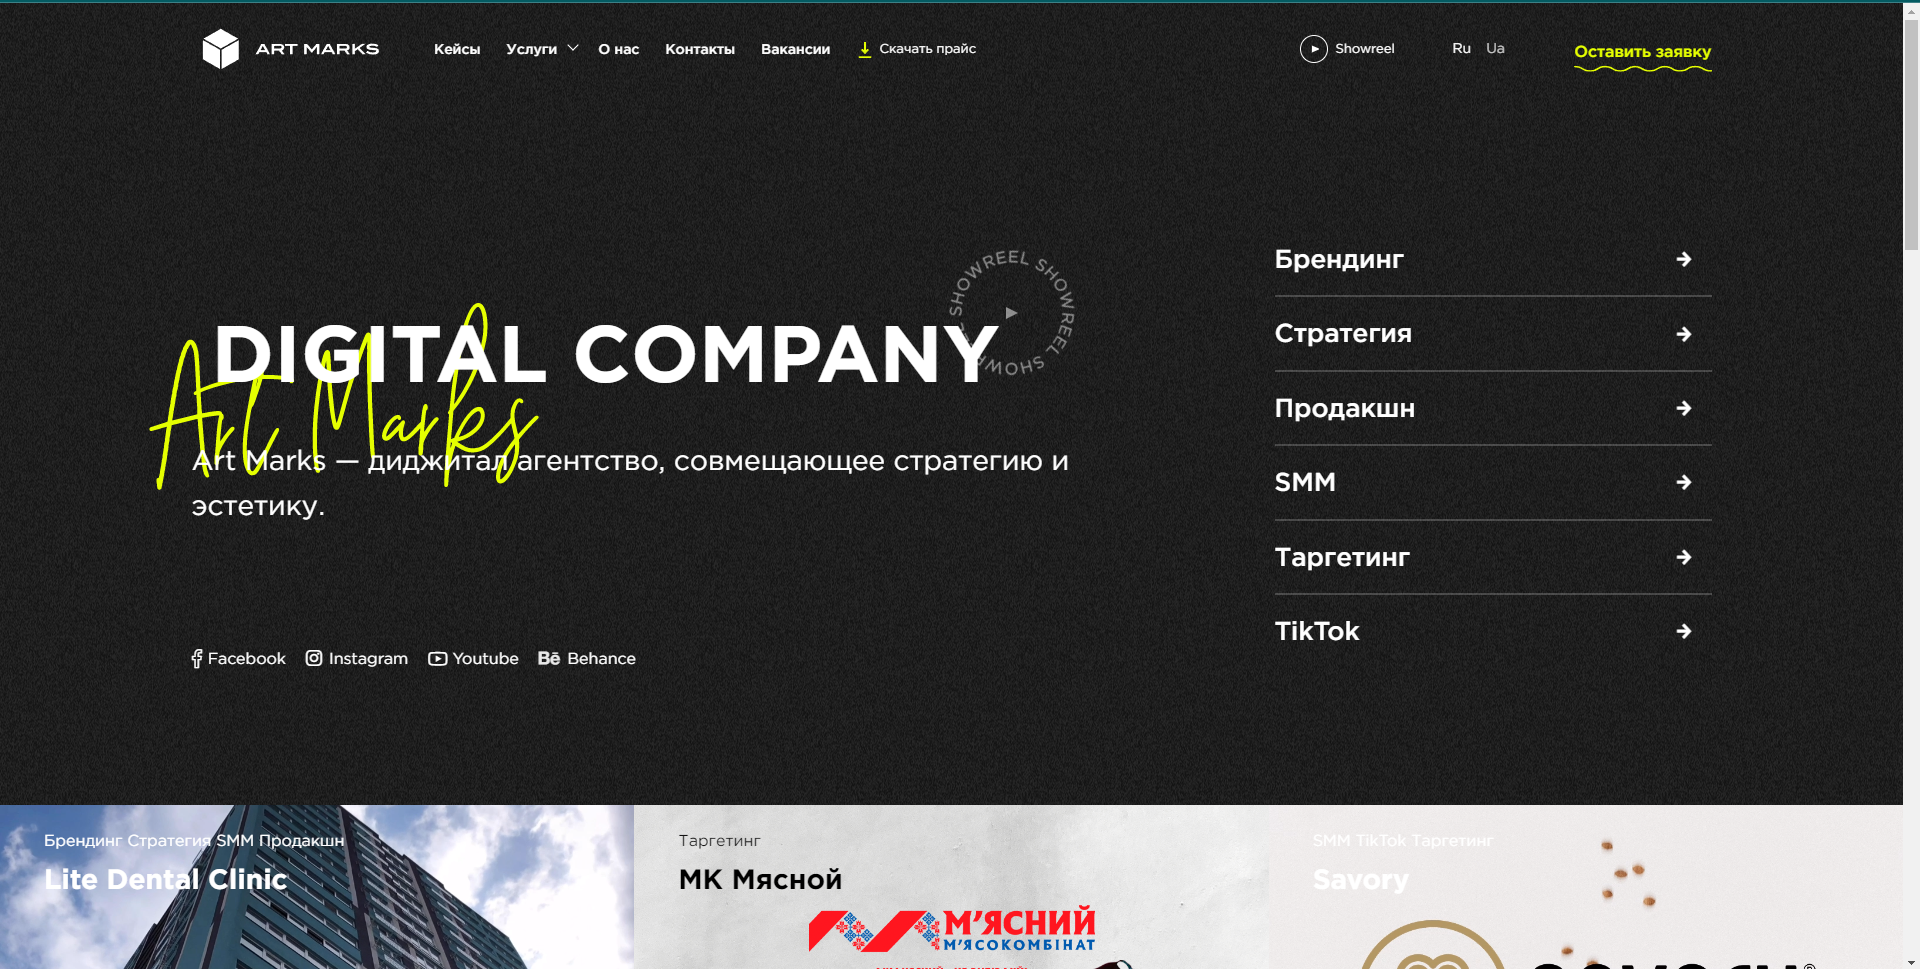 ART MARKS
Кейсы Услуги О нас Контакты Вакансии Скачать прайс
Showreel
Ru Ua
Оставить заявку
SHOWREEL SHOWREEL SHOWREEL
DIGITAL COMPANY
Art Marks
Art Marks — диджитал агентство, совмещающее стратегию и
эстетику.
Facebook Instagram Youtube Bē Behance
Брендинг
Стратегия
Продакшн
SMM
Таргетинг
TikTok
Брендинг Стратегия SMM Продакшн
Lite Dental Clinic
Таргетинг
МК Мясной
М'ЯСНИЙ
М'ЯСОКОМБІНАТ
SMM TikTok Таргетинг
Savory